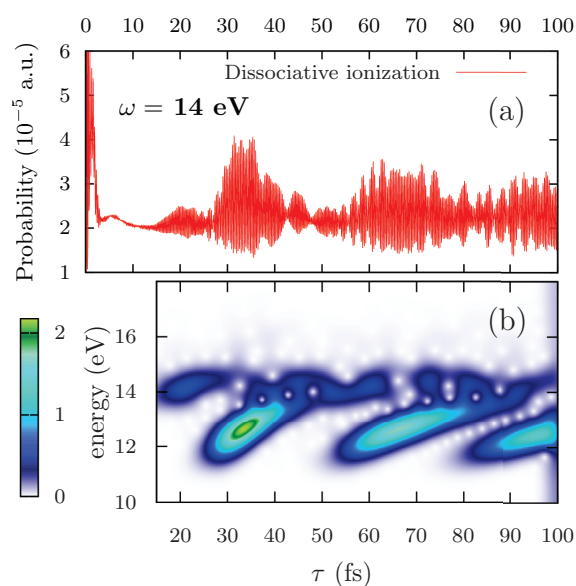 0 10 20 30 40 50 60 70 80 90 100
6
5
4
3
2
1
Probability (10⁻⁵ a.u.)
Dissociative ionization
ω = 14 eV
(a)
2
1
0
16
14
12
10
energy (eV)
(b)
20 30 40 50 60 70 80 90 100
τ (fs)